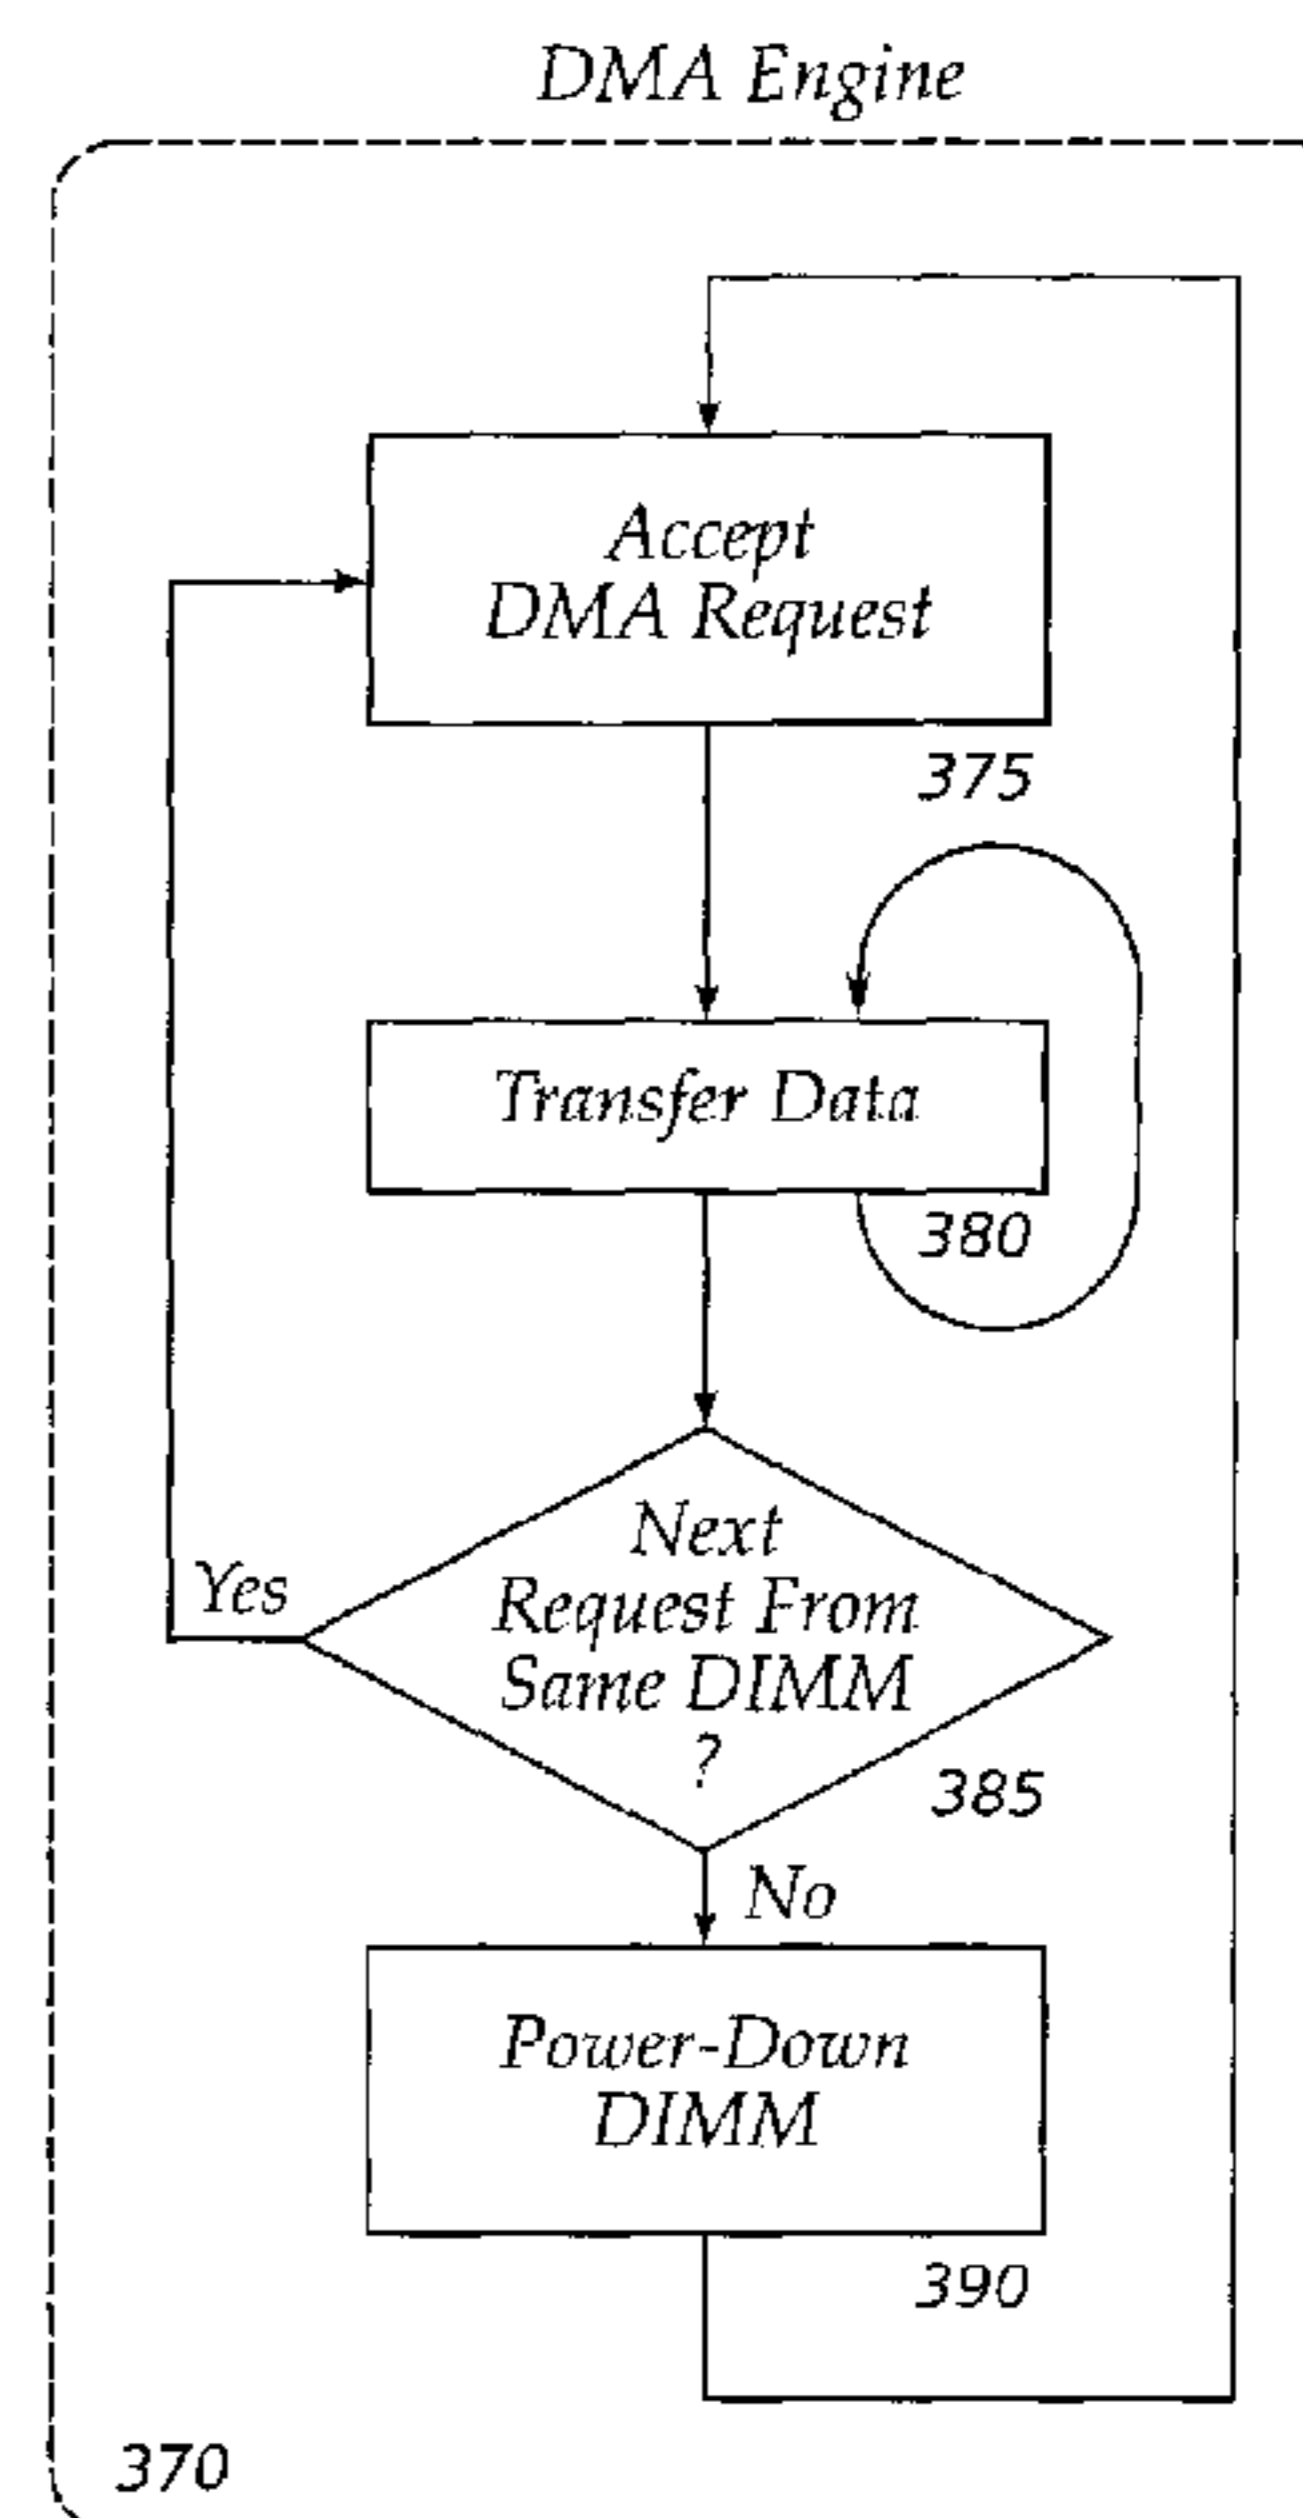 DMA Engine
Accept
DMA Request
375
Transfer Data
380
Next
Request From
Same DIMM
?
Yes
385
No
Power-Down
DIMM
390
370